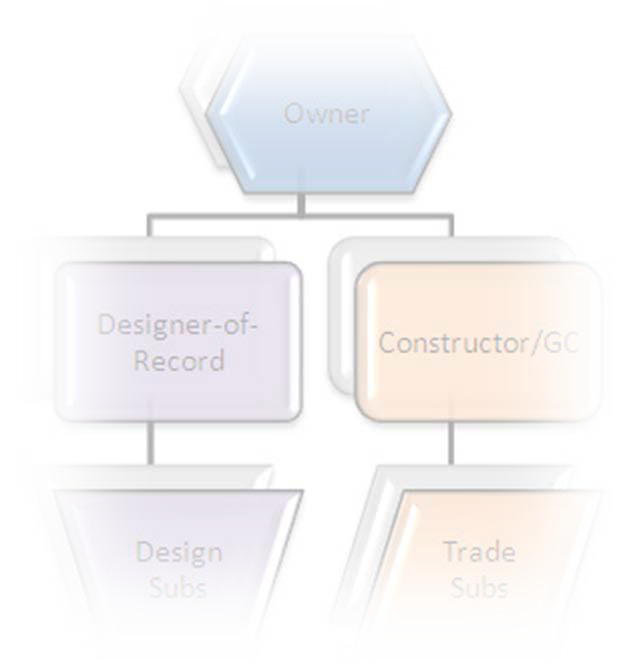 Owner
Designer-of-
Record
Constructor/GC
Design
Subs
Trade
Subs